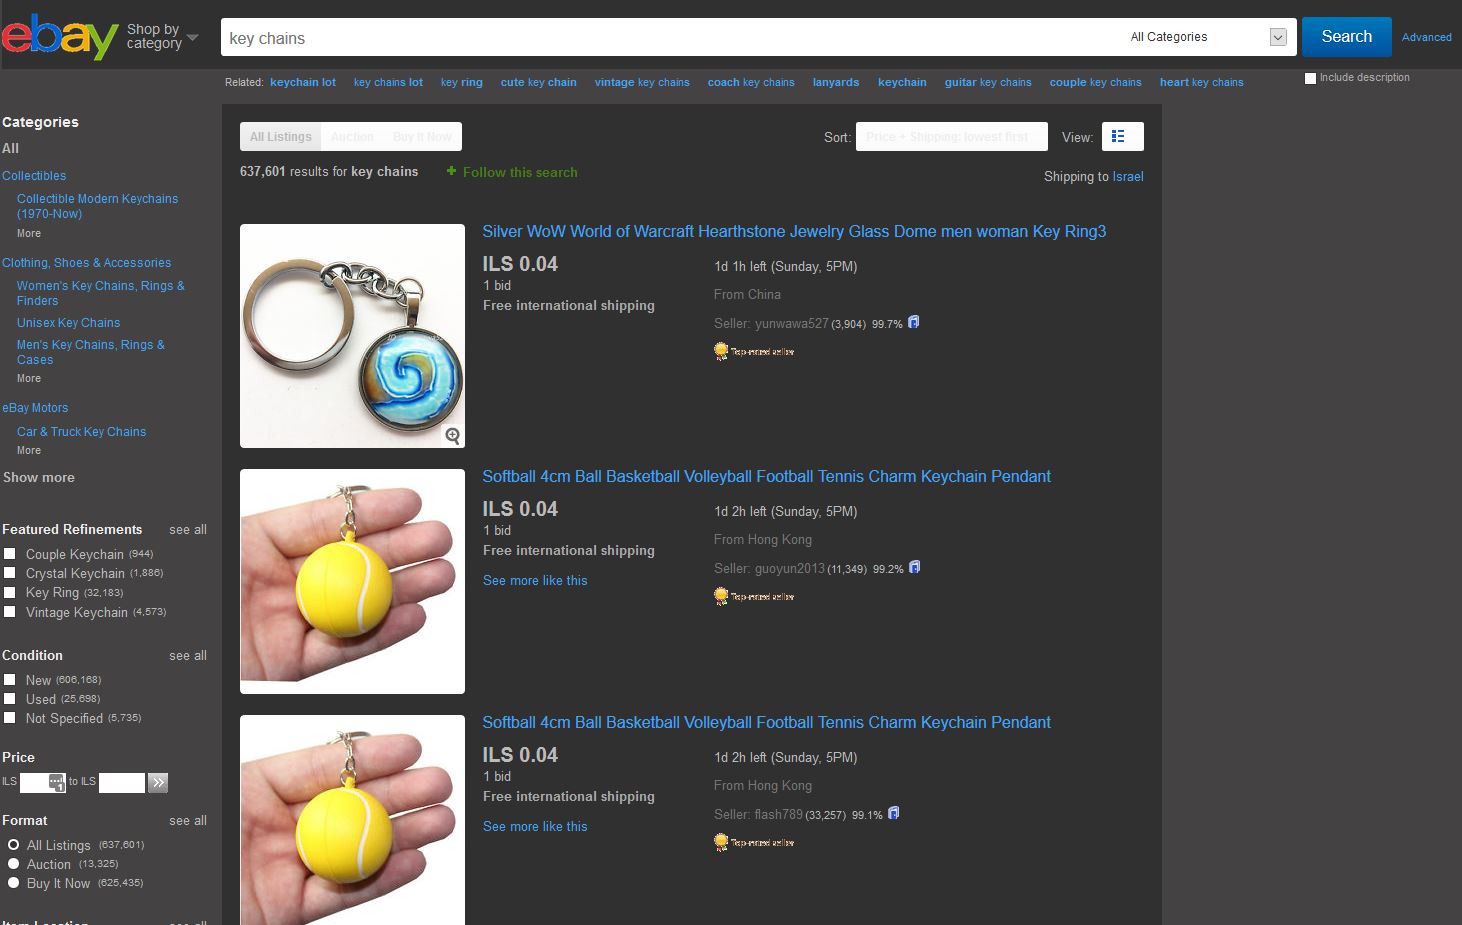 ebay
Shop by
category
key chains
All Categories
Search
Advanced
Related: keychain lot key chains lot key ring cute key chain vintage key chains coach key chains lanyards keychain guitar key chains couple key chains heart key chains
Include description
Categories
All
Collectibles
Collectible Modern Keychains
(1970-Now)
More
Clothing, Shoes & Accessories
Women's Key Chains, Rings &
Finders
Unisex Key Chains
Men's Key Chains, Rings &
Cases
More
eBay Motors
Car & Truck Key Chains
More
Show more
Featured Refinements see all
Couple Keychain (944)
Crystal Keychain (1,886)
Key Ring (32,183)
Vintage Keychain (4,573)
Condition see all
New (606,168)
Used (25,698)
Not Specified (5,735)
Price
ILS to ILS
Format see all
All Listings (637,601)
Auction (13,325)
Buy It Now (625,435)
Item Location see all
All Listings Auction Buy It Now
Sort: Price + Shipping: lowest first View:
637,601 results for key chains
Follow this search
Shipping to Israel
Silver WoW World of Warcraft Hearthstone Jewelry Glass Dome men woman Key Ring3
ILS 0.04
1 bid
Free international shipping
1d 1h left (Sunday, 5PM)
From China
Seller: yunwawa527 (3,904) 99.7%
Top-rated seller
Softball 4cm Ball Basketball Volleyball Football Tennis Charm Keychain Pendant
ILS 0.04
1 bid
Free international shipping
See more like this
1d 2h left (Sunday, 5PM)
From Hong Kong
Seller: guoyun2013 (11,349) 99.2%
Top-rated seller
Softball 4cm Ball Basketball Volleyball Football Tennis Charm Keychain Pendant
ILS 0.04
1 bid
Free international shipping
See more like this
1d 2h left (Sunday, 5PM)
From Hong Kong
Seller: flash789 (33,257) 99.1%
Top-rated seller